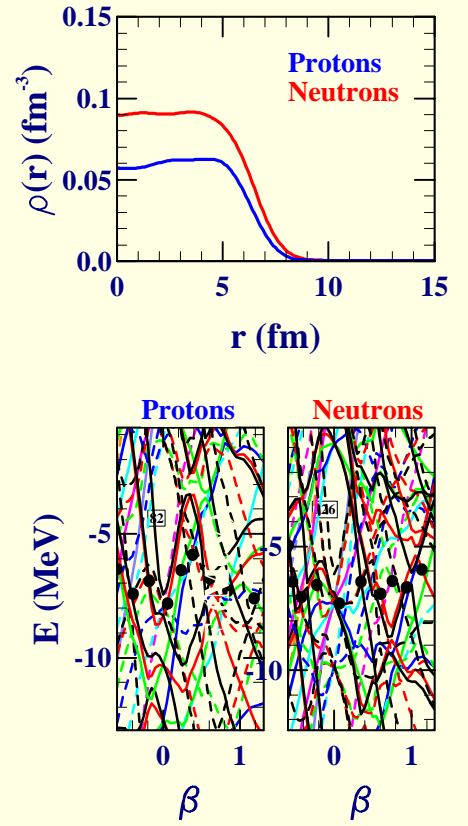 0.15
Protons
Neutrons
0.1
0.05
0.0
ρ(r) (fm⁻³)
0 5 10 15
r (fm)
Protons Neutrons
E (MeV)
-5 -5
-10 -10
82 126
0 1 0 1
β β